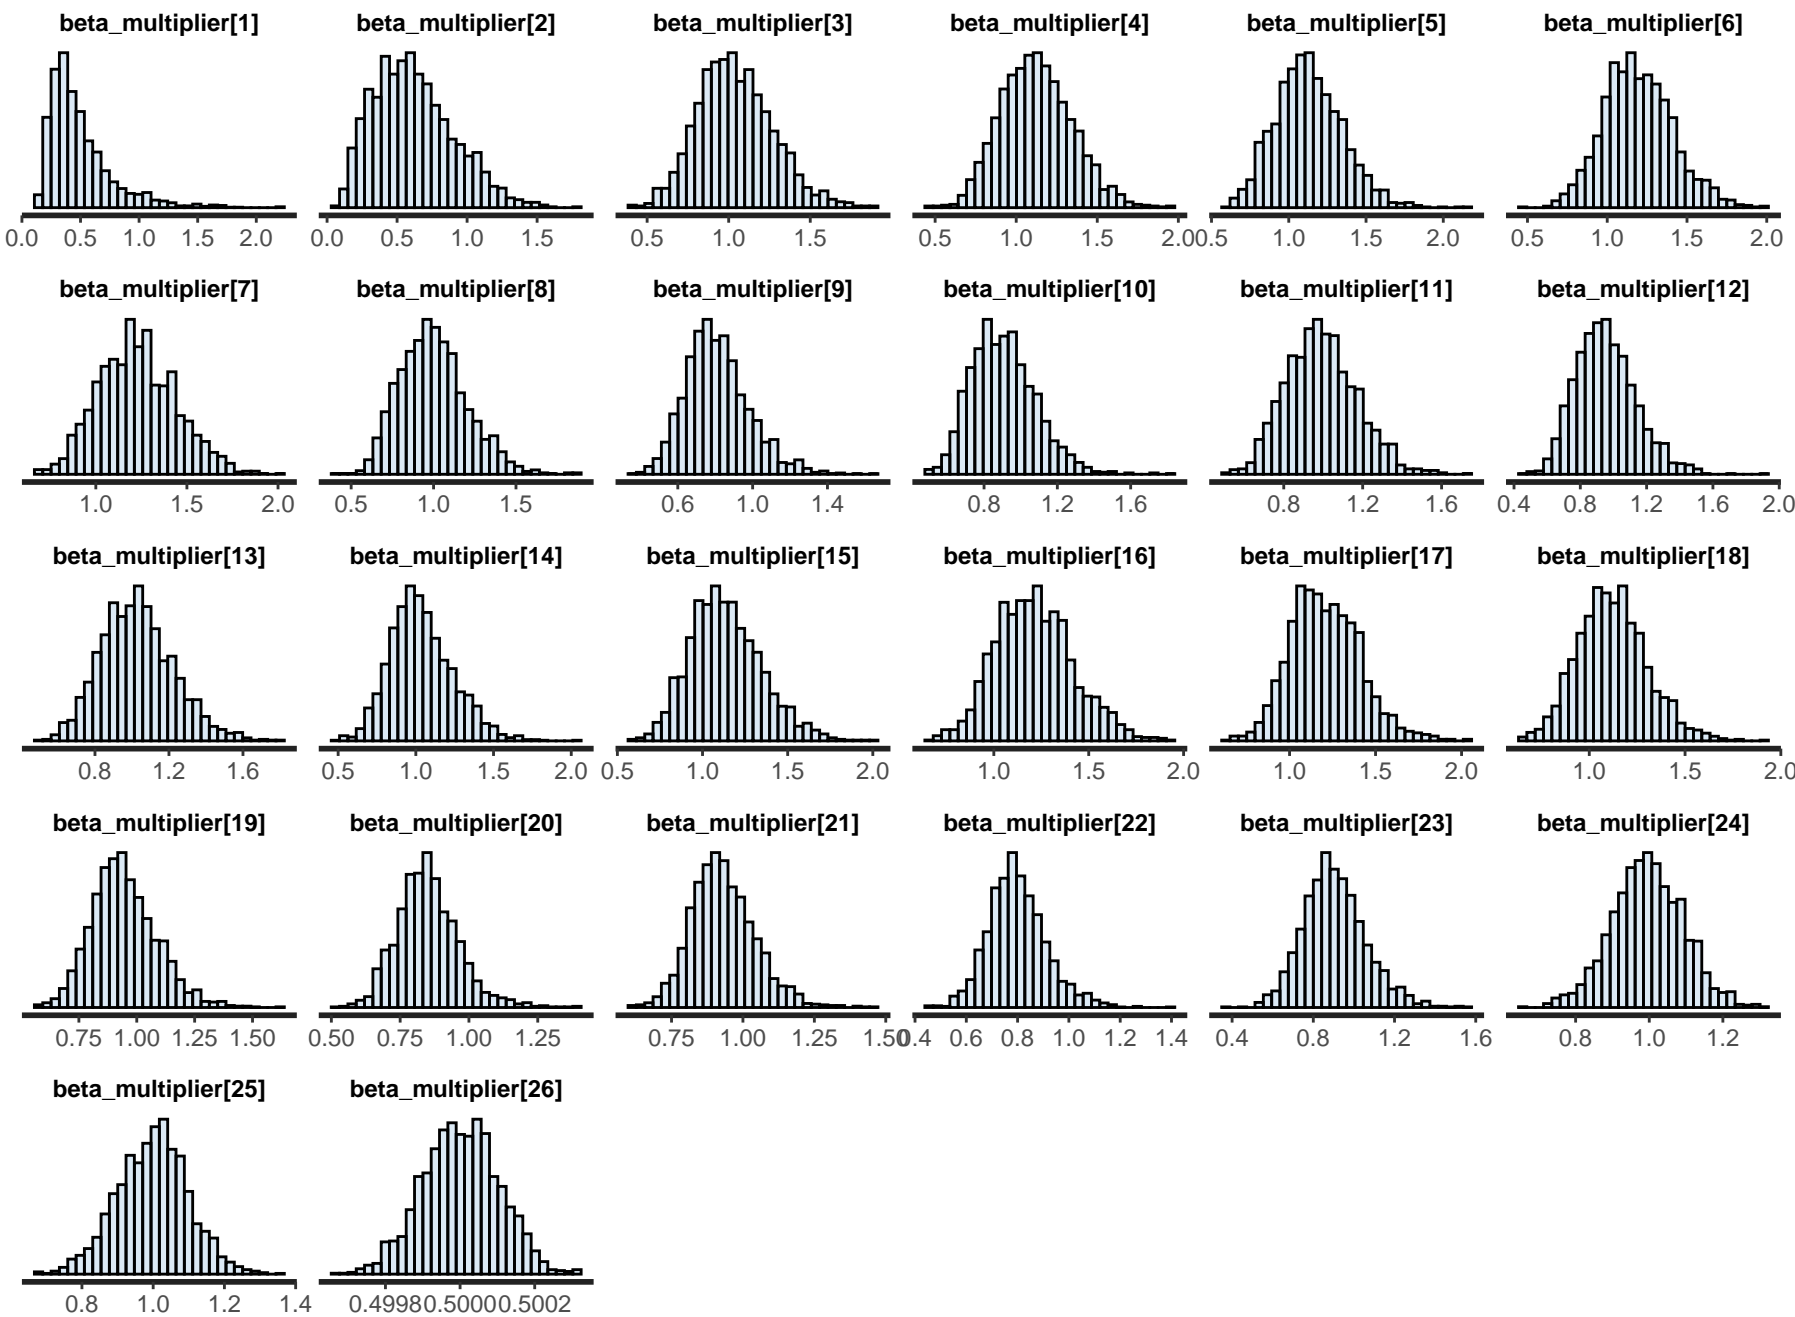 beta_multiplier[1] beta_multiplier[2] beta_multiplier[3] beta_multiplier[4] beta_multiplier[5] beta_multiplier[6]
0.0 0.5 1.0 1.5 2.0 0.0 0.5 1.0 1.5 0.5 1.0 1.5 0.5 1.0 1.5 2.0 0.5 1.0 1.5 2.0 0.5 1.0 1.5 2.0
beta_multiplier[7] beta_multiplier[8] beta_multiplier[9] beta_multiplier[10] beta_multiplier[11] beta_multiplier[12]
1.0 1.5 2.0 0.5 1.0 1.5 0.6 1.0 1.4 0.8 1.2 1.6 0.8 1.2 1.6 0.4 0.8 1.2 1.6 2.0
beta_multiplier[13] beta_multiplier[14] beta_multiplier[15] beta_multiplier[16] beta_multiplier[17] beta_multiplier[18]
0.8 1.2 1.6 0.5 1.0 1.5 2.0 0.5 1.0 1.5 2.0 1.0 1.5 2.0 1.0 1.5 2.0 1.0 1.5 2.0
beta_multiplier[19] beta_multiplier[20] beta_multiplier[21] beta_multiplier[22] beta_multiplier[23] beta_multiplier[24]
0.75 1.00 1.25 1.50 0.50 0.75 1.00 1.25 0.75 1.00 1.25 1.50 0.4 0.6 0.8 1.0 1.2 1.4 0.4 0.8 1.2 1.6 0.8 1.0 1.2
beta_multiplier[25] beta_multiplier[26]
0.8 1.0 1.2 1.4 0.4998 0.5000 0.5002